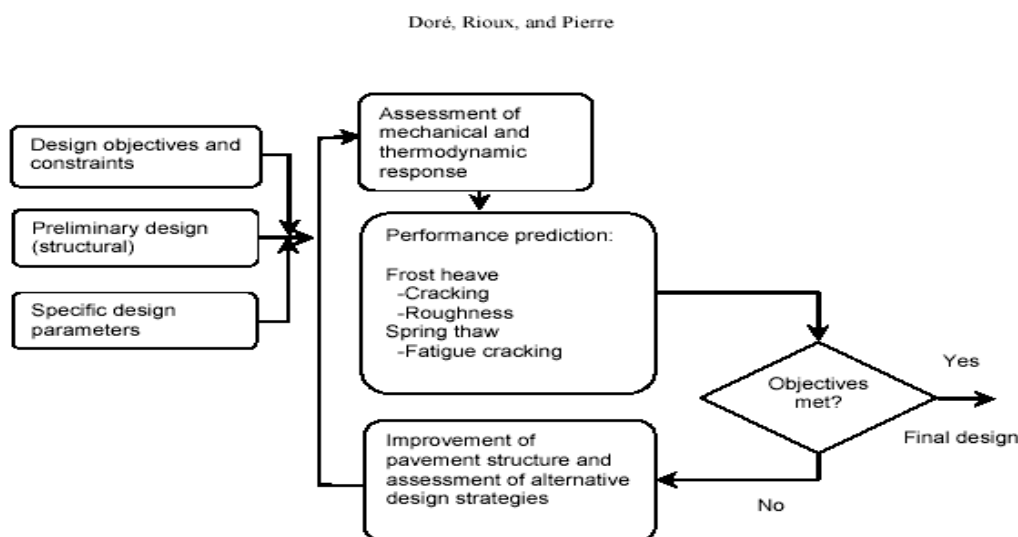 Doré, Rioux, and Pierre
Design objectives and
constraints
Preliminary design
(structural)
Specific design
parameters
Assessment of
mechanical and
thermodynamic
response
Performance prediction:
Frost heave
-Cracking
-Roughness
Spring thaw
-Fatigue cracking
Objectives
met?
Yes
Final design
No
Improvement of
pavement structure and
assessment of alternative
design strategies